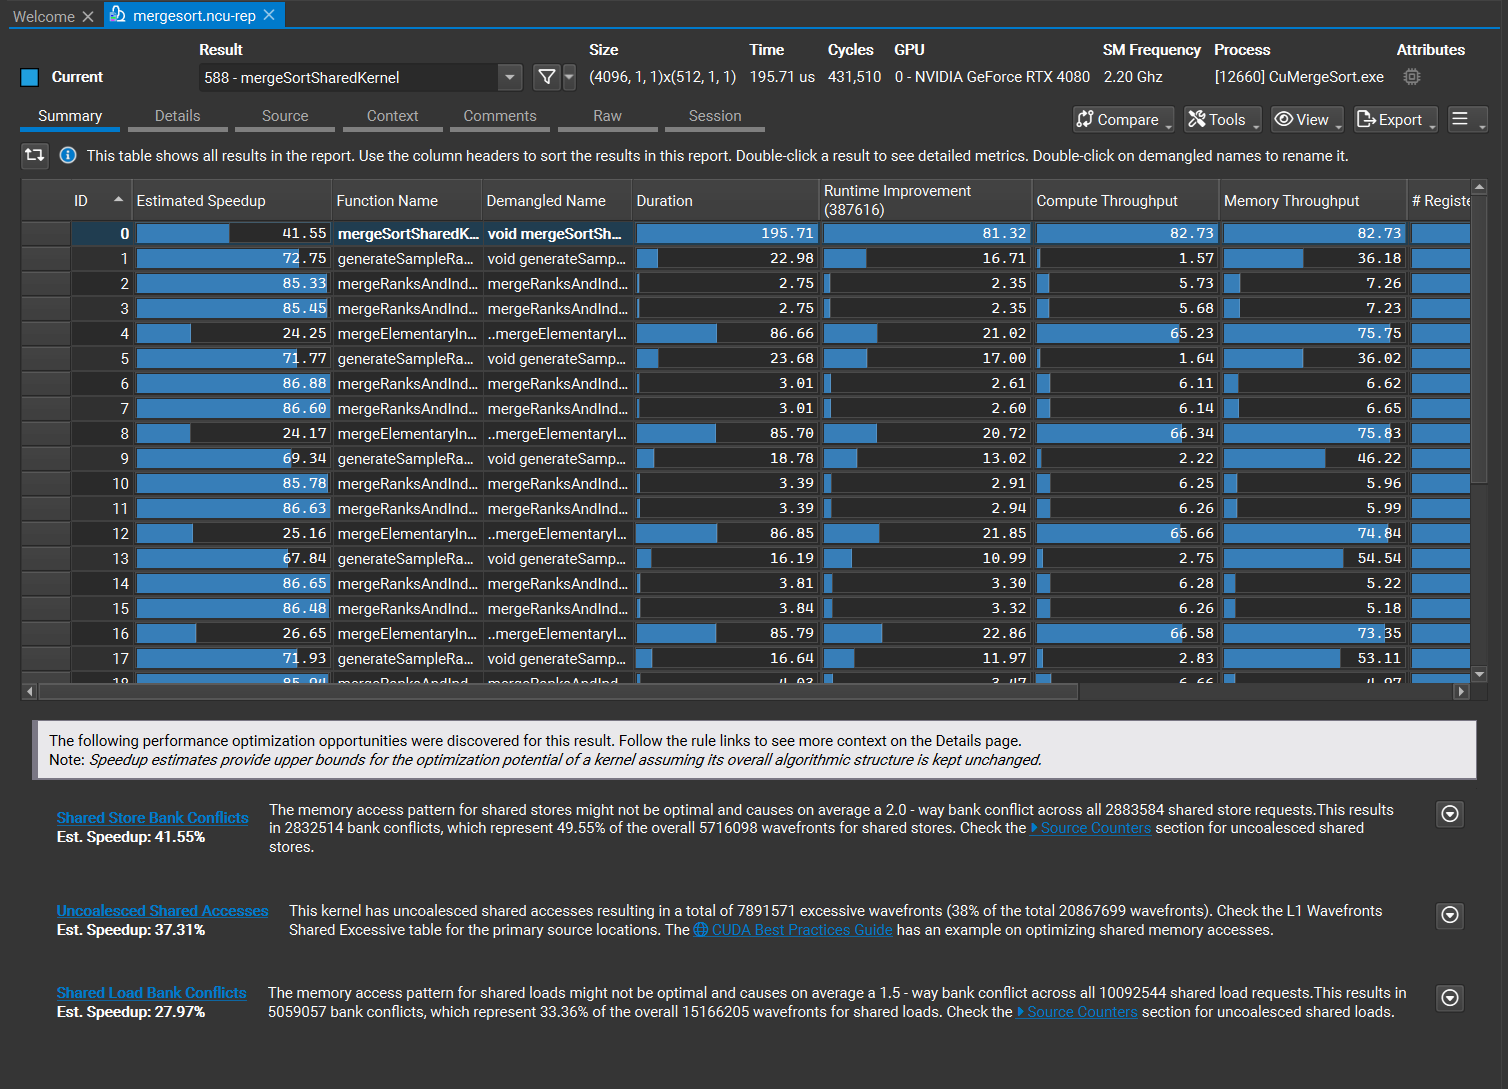 Welcome
mergesort.ncu-rep
Result Size Time Cycles GPU SM Frequency Process Attributes
Current 588 - mergeSortSharedKernel (4096, 1, 1)x(512, 1, 1) 195.71 us 431,510 0 - NVIDIA GeForce RTX 4080 2.20 Ghz [12660] CuMergeSort.exe
Summary Details Source Context Comments Raw Session Compare Tools View Export
This table shows all results in the report. Use the column headers to sort the results in this report. Double-click a result to see detailed metrics. Double-click on demangled names to rename it.
ID Estimated Speedup Function Name Demangled Name Duration Runtime Improvement (387616) Compute Throughput Memory Throughput # Registe
0 41.55 mergeSortSharedK... void mergeSortSh... 195.71 81.32 82.73 82.73
1 72.75 generateSampleRa... void generateSamp... 22.98 16.71 1.57 36.18
2 85.33 mergeRanksAndInd... mergeRanksAndInd... 2.75 2.35 5.73 7.26
3 85.45 mergeRanksAndInd... mergeRanksAndInd... 2.75 2.35 5.68 7.23
4 24.25 mergeElementaryIn... ..mergeElementaryI... 86.66 21.02 65.23 75.75
5 71.77 generateSampleRa... void generateSamp... 23.68 17.00 1.64 36.02
6 86.88 mergeRanksAndInd... mergeRanksAndInd... 3.01 2.61 6.11 6.62
7 86.60 mergeRanksAndInd... mergeRanksAndInd... 3.01 2.60 6.14 6.65
8 24.17 mergeElementaryIn... ..mergeElementaryI... 85.70 20.72 66.34 75.83
9 69.34 generateSampleRa... void generateSamp... 18.78 13.02 2.22 46.22
10 85.78 mergeRanksAndInd... mergeRanksAndInd... 3.39 2.91 6.25 5.96
11 86.63 mergeRanksAndInd... mergeRanksAndInd... 3.39 2.94 6.26 5.99
12 25.16 mergeElementaryIn... ..mergeElementaryI... 86.85 21.85 65.66 74.84
13 67.84 generateSampleRa... void generateSamp... 16.19 10.99 2.75 54.54
14 86.65 mergeRanksAndInd... mergeRanksAndInd... 3.81 3.30 6.28 5.22
15 86.48 mergeRanksAndInd... mergeRanksAndInd... 3.84 3.32 6.26 5.18
16 26.65 mergeElementaryIn... ..mergeElementaryI... 85.79 22.86 66.58 73.35
17 71.93 generateSampleRa... void generateSamp... 16.64 11.97 2.83 53.11
The following performance optimization opportunities were discovered for this result. Follow the rule links to see more context on the Details page.
Note: Speedup estimates provide upper bounds for the optimization potential of a kernel assuming its overall algorithmic structure is kept unchanged.
Shared Store Bank Conflicts
Est. Speedup: 41.55%
The memory access pattern for shared stores might not be optimal and causes on average a 2.0 - way bank conflict across all 2883584 shared store requests.This results
in 2832514 bank conflicts, which represent 49.55% of the overall 5716098 wavefronts for shared stores. Check the Source Counters section for uncoalesced shared
stores.
Uncoalesced Shared Accesses
Est. Speedup: 37.31%
This kernel has uncoalesced shared accesses resulting in a total of 7891571 excessive wavefronts (38% of the total 20867699 wavefronts). Check the L1 Wavefronts
Shared Excessive table for the primary source locations. The CUDA Best Practices Guide has an example on optimizing shared memory accesses.
Shared Load Bank Conflicts
Est. Speedup: 27.97%
The memory access pattern for shared loads might not be optimal and causes on average a 1.5 - way bank conflict across all 10092544 shared load requests.This results in
5059057 bank conflicts, which represent 33.36% of the overall 15166205 wavefronts for shared loads. Check the Source Counters section for uncoalesced shared loads.